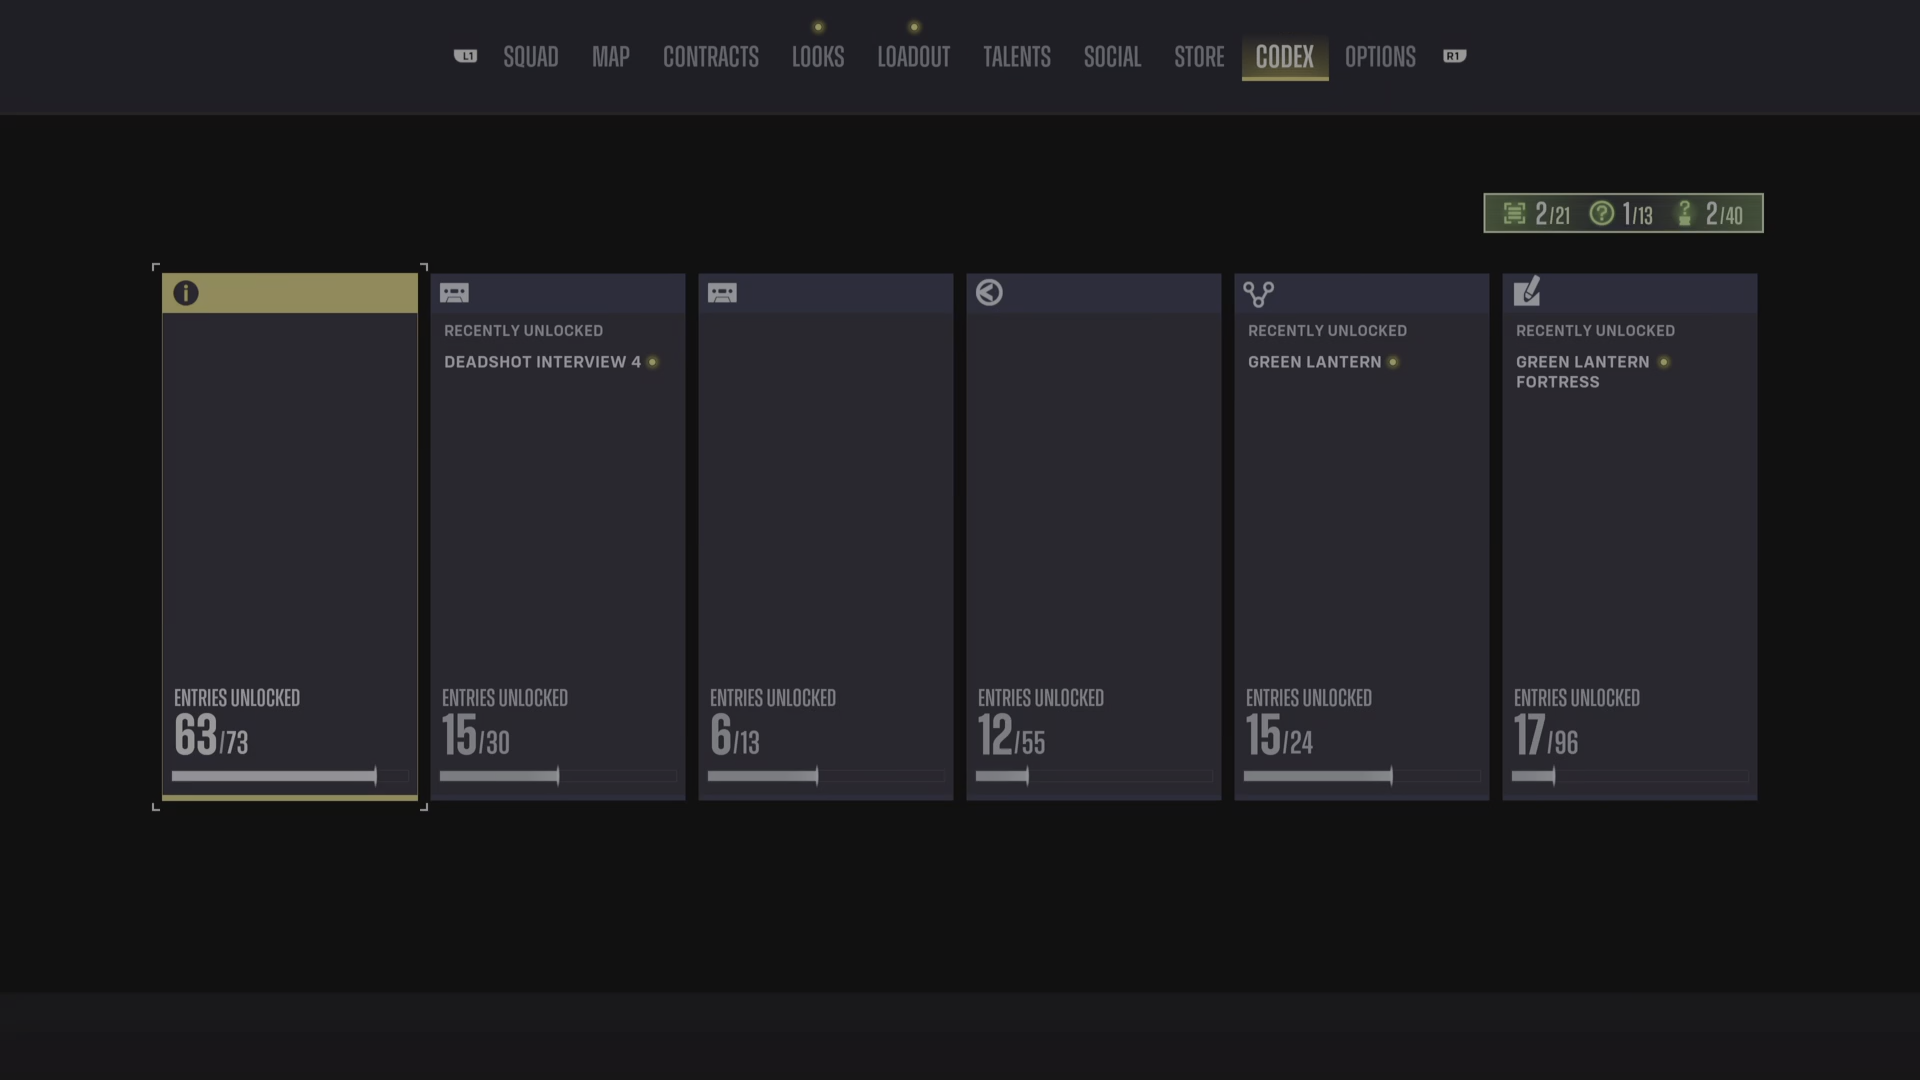 L1 SQUAD MAP CONTRACTS LOOKS LOADOUT TALENTS SOCIAL STORE CODEX OPTIONS R1
2/21 1/13 2/40
RECENTLY UNLOCKED
DEADSHOT INTERVIEW 4
RECENTLY UNLOCKED
GREEN LANTERN
RECENTLY UNLOCKED
GREEN LANTERN
FORTRESS
ENTRIES UNLOCKED
63/73
ENTRIES UNLOCKED
15/30
ENTRIES UNLOCKED
6/13
ENTRIES UNLOCKED
12/55
ENTRIES UNLOCKED
15/24
ENTRIES UNLOCKED
17/96